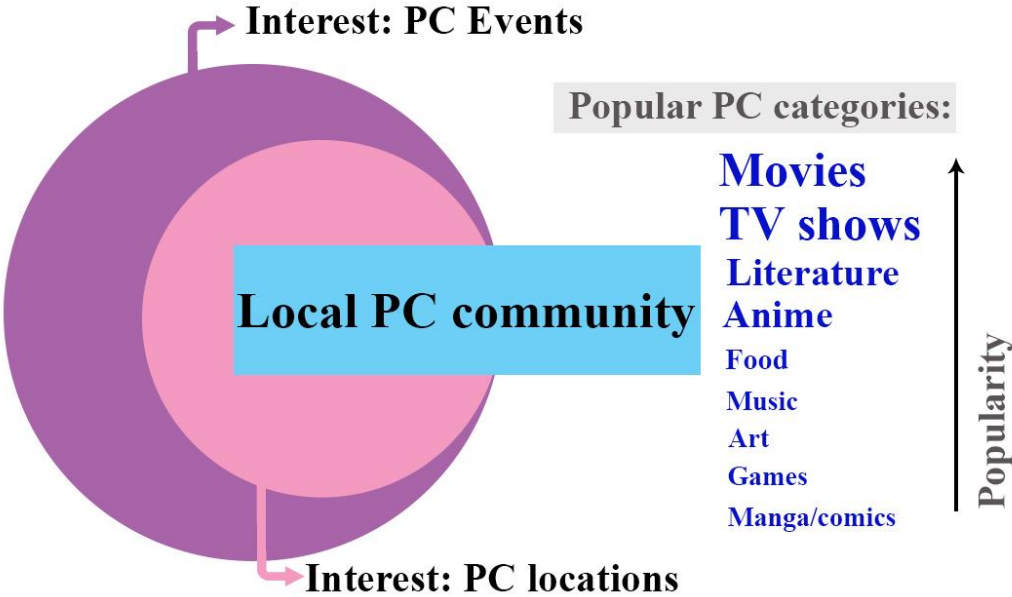 Interest: PC Events
Popular PC categories:
Movies
TV shows
Literature
Local PC community
Anime
Food
Music
Art
Games
Manga/comics
Popularity
Interest: PC locations